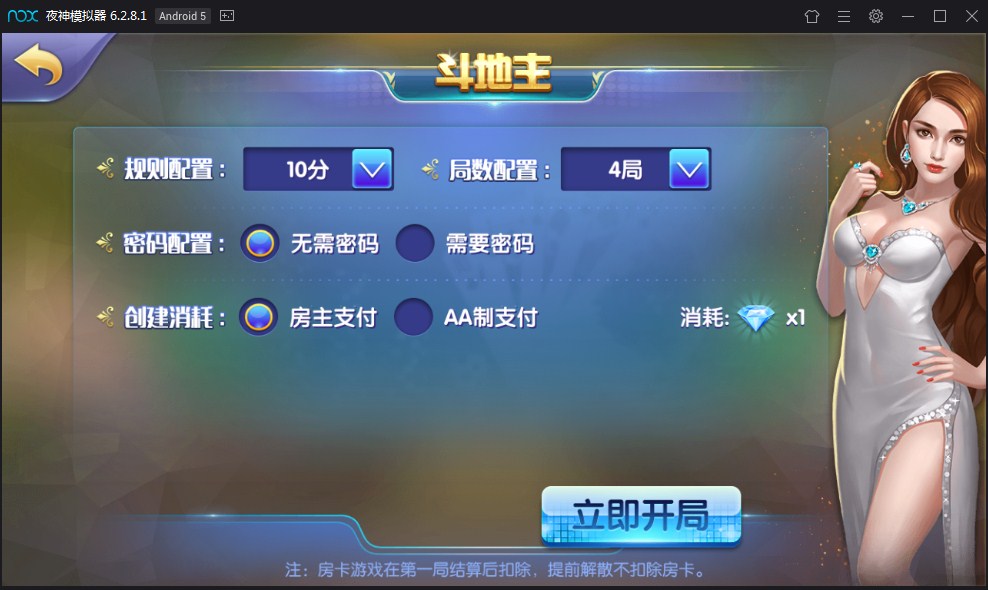 nox 夜神模拟器 6.2.8.1 Android 5
斗地主
规则配置： 10分 局数配置： 4局
密码配置： 无需密码 需要密码
创建消耗： 房主支付 AA制支付 消耗: x1
立即开局
注：房卡游戏在第一局结算后扣除，提前解散不扣除房卡。